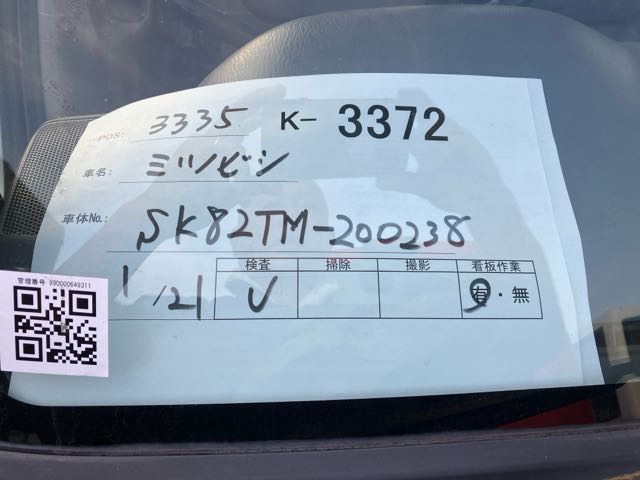 POS: 3335 K-3372
車名: ミツビシ
車体No.: SK82TM-200238
管理番号 990000649311
1/21
検査 掃除 撮影 看板作業
V 有・無